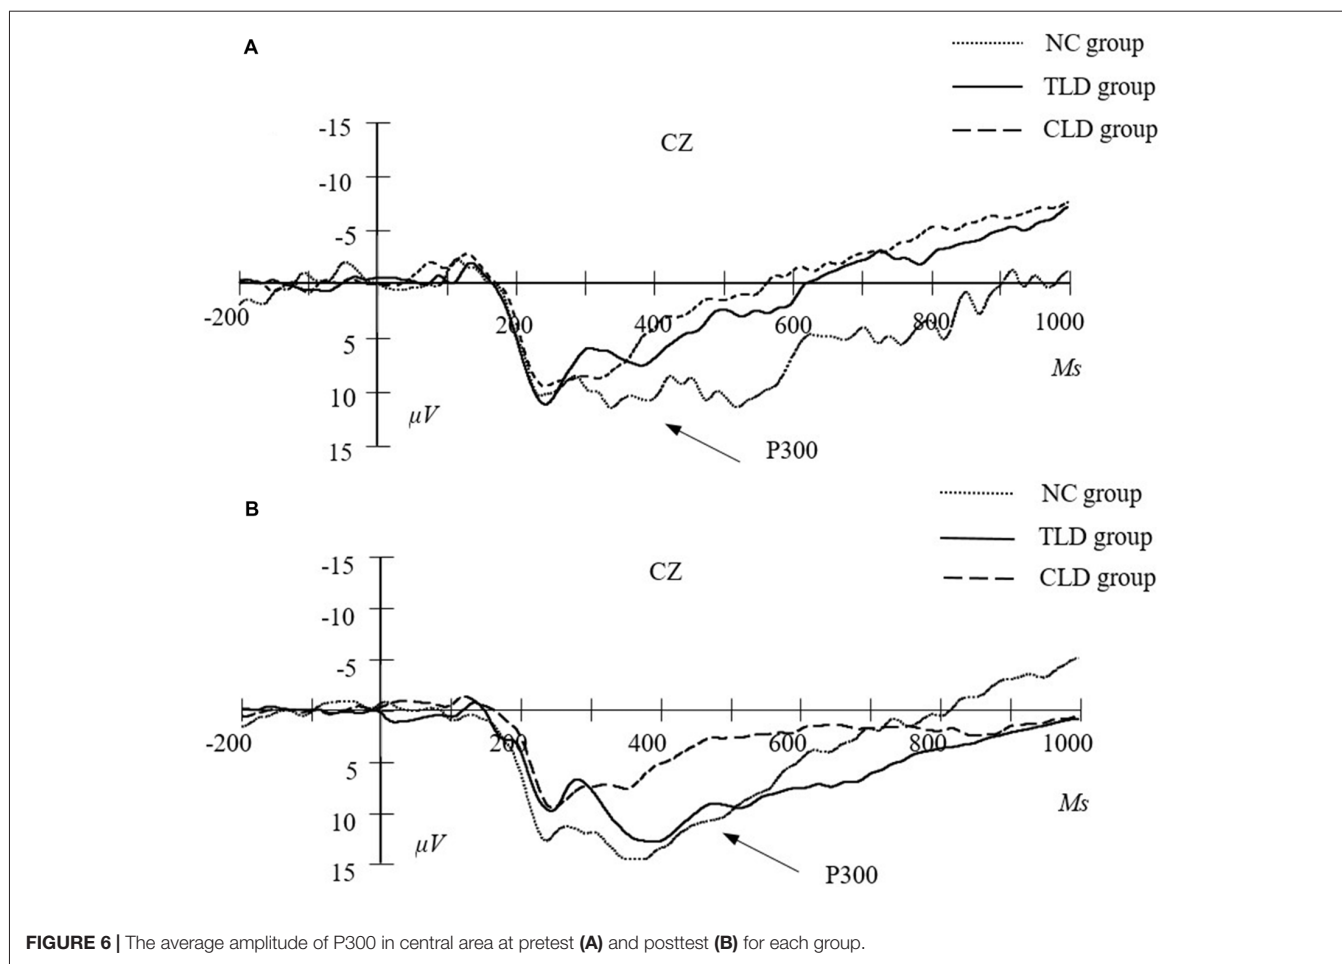 A
NC group
TLD group
CLD group
CZ
-15
-10
-5
-200
200
400
600
800
1000
5
10
15
Ms
µV
P300
B
NC group
TLD group
CLD group
CZ
-15
-10
-5
-200
200
400
600
800
1000
5
10
15
Ms
µV
P300
FIGURE 6 | The average amplitude of P300 in central area at pretest (A) and posttest (B) for each group.